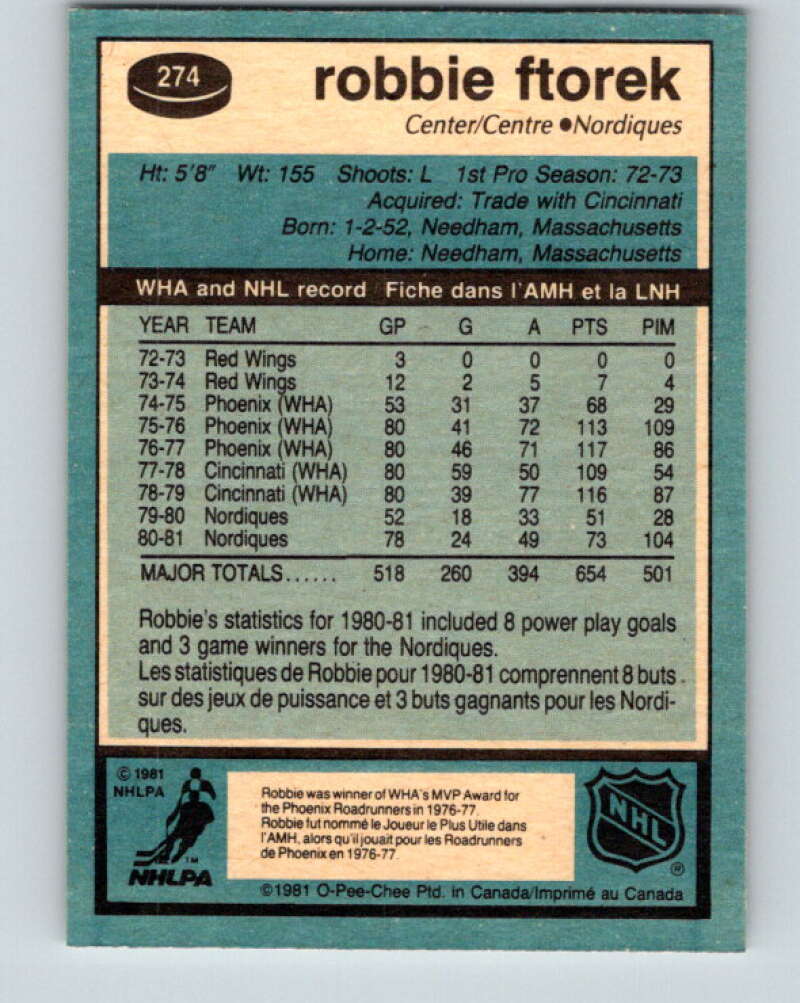 274
robbie ftorek
Center/Centre ●Nordiques
Ht: 5'8" Wt: 155 Shoots: L 1st Pro Season: 72-73
Acquired: Trade with Cincinnati
Born: 1-2-52, Needham, Massachusetts
Home: Needham, Massachusetts
WHA and NHL record Fiche dans l'AMH et la LNH
YEAR TEAM GP G A PTS PIM
72-73 Red Wings 3 0 0 0 0
73-74 Red Wings 12 2 5 7 4
74-75 Phoenix (WHA) 53 31 37 68 29
75-76 Phoenix (WHA) 80 41 72 113 109
76-77 Phoenix (WHA) 80 46 71 117 86
77-78 Cincinnati (WHA) 80 59 50 109 54
78-79 Cincinnati (WHA) 80 39 77 116 87
79-80 Nordiques 52 18 33 51 28
80-81 Nordiques 78 24 49 73 104
MAJOR TOTALS...... 518 260 394 654 501
Robbie's statistics for 1980-81 included 8 power play goals
and 3 game winners for the Nordiques.
Les statistiques de Robbie pour 1980-81 comprennent 8 buts
sur des jeux de puissance et 3 buts gagnants pour les Nordi-
ques.
© 1981
NHLPA
TM
NHLPA
Robbie was winner of WHA's MVP Award for
the Phoenix Roadrunners in 1976-77.
Robbie fut nommé le Joueur le Plus Utile dans
l'AMH, alors qu'il jouait pour les Roadrunners
de Phoenix en 1976-77.
NHL
®
©1981 O-Pee-Chee Ptd. in Canada/Imprimé au Canada